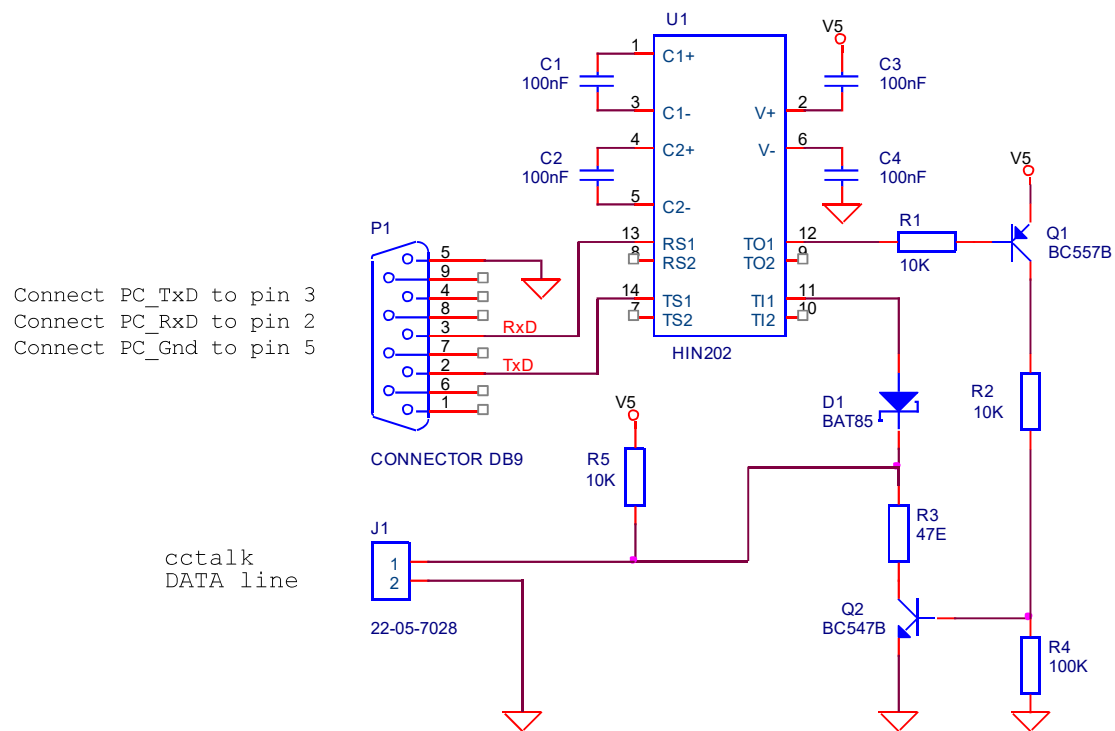 U1
V5
C1
100nF
1
C1+
C3
100nF
3
C1-
V+
2
4
C2+
V-
6
C2
100nF
C4
100nF
V5
5
C2-
P1
R1
10K
Q1
BC557B
13
RS1
TO1
12
8
RS2
TO2
9
5
9
4
8
3
7
2
6
1
Connect PC_TxD to pin 3
Connect PC_RxD to pin 2
Connect PC_Gnd to pin 5
14
TS1
TI1
11
7
TS2
TI2
10
RxD
TxD
HIN202
D1
BAT85
R2
10K
V5
CONNECTOR DB9
R5
10K
R3
47E
J1
cctalk
DATA line
1
2
22-05-7028
Q2
BC547B
R4
100K